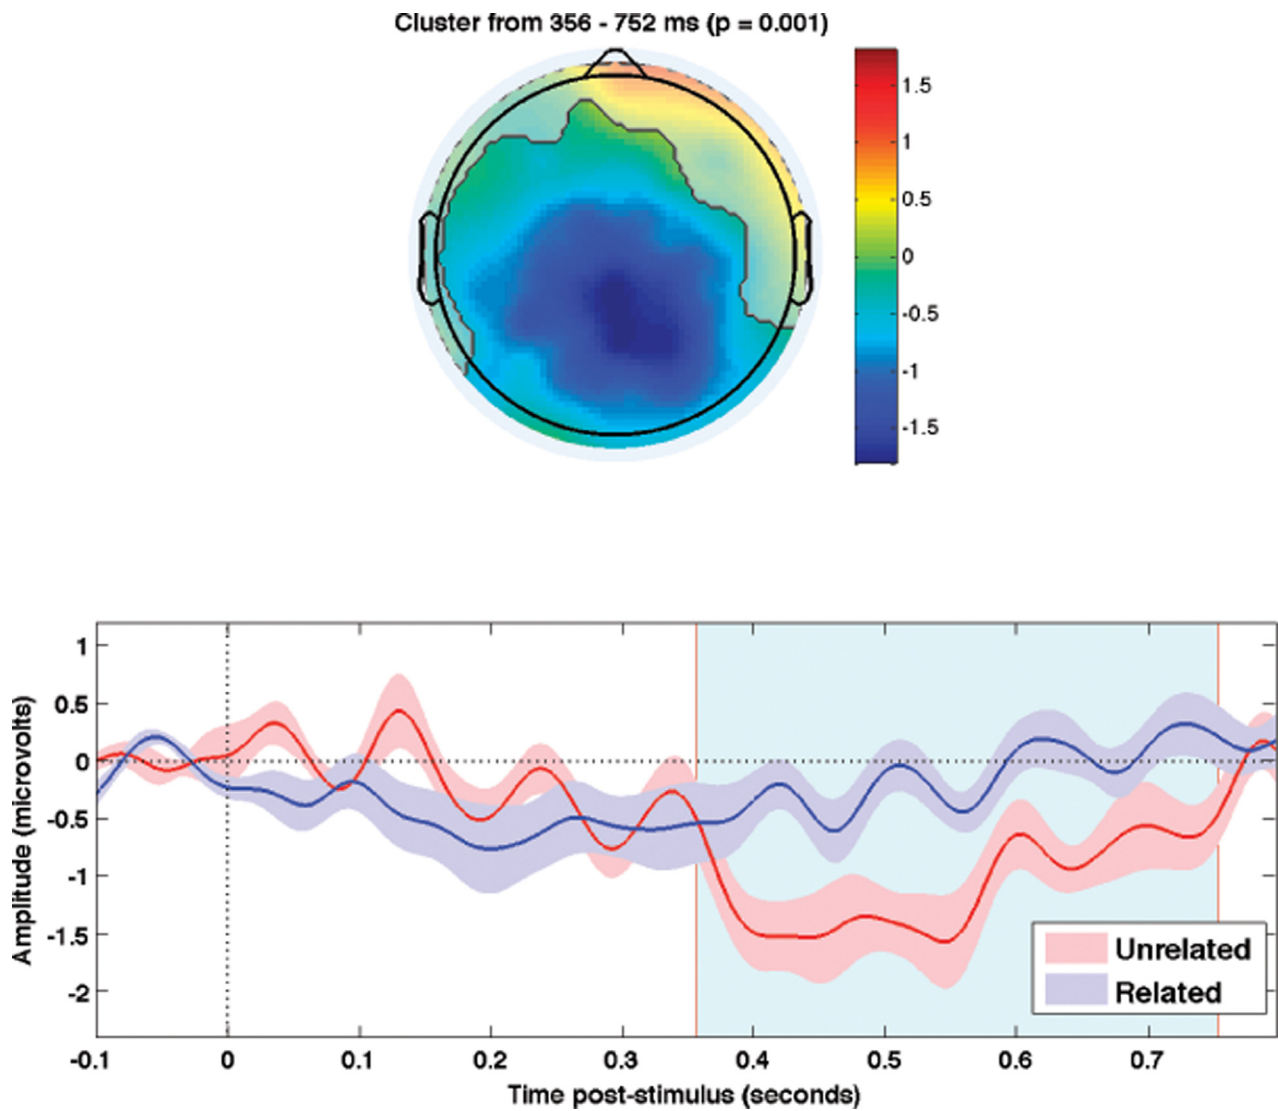 Cluster from 356 - 752 ms (p = 0.001)
1.5
1
0.5
0
-0.5
-1
-1.5
1
0.5
0
-0.5
-1
-1.5
-2
Amplitude (microvolts)
Unrelated
Related
-0.1 0 0.1 0.2 0.3 0.4 0.5 0.6 0.7
Time post-stimulus (seconds)